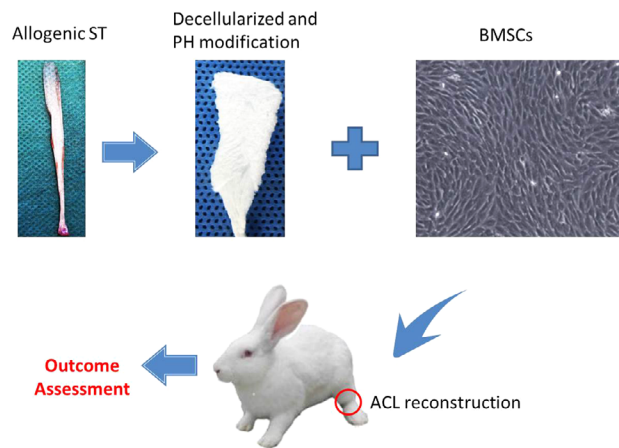 Allogenic ST
Decellularized and
PH modification
BMSCs
Outcome
Assessment
ACL reconstruction